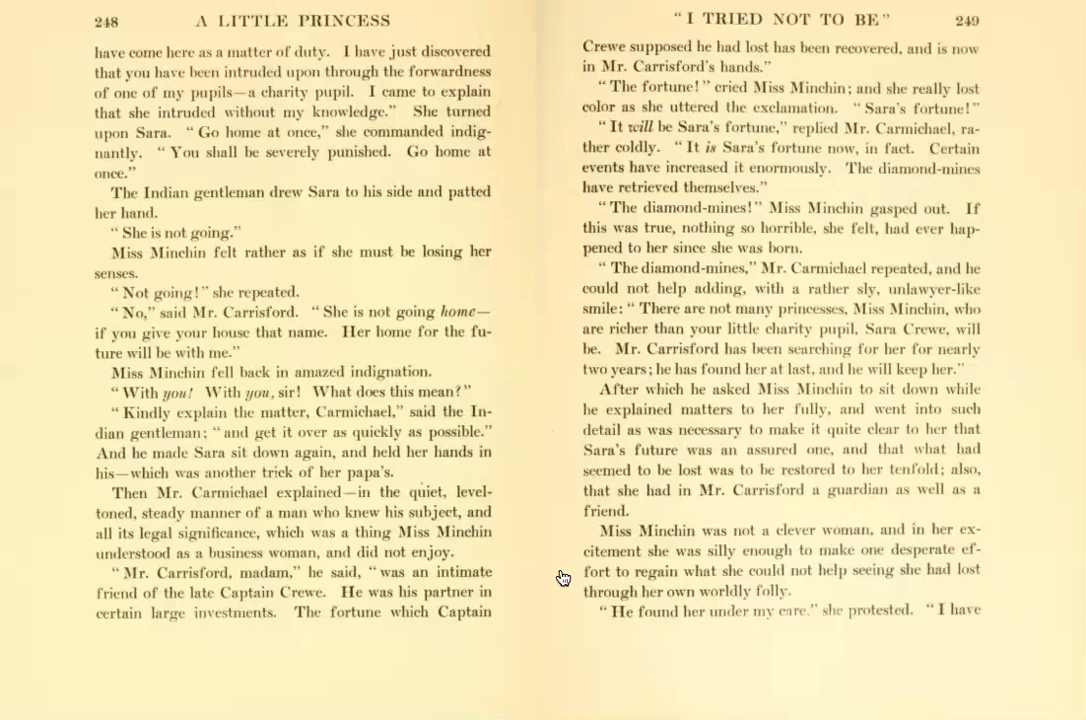 248 A LITTLE PRINCESS
have come here as a matter of duty. I have just discovered
that you have been intruded upon through the forwardness
of one of my pupils—a charity pupil. I came to explain
that she intruded without my knowledge.” She turned
upon Sara. “ Go home at once,” she commanded indig-
nantly. “ You shall be severely punished. Go home at
once.”
The Indian gentleman drew Sara to his side and patted
her hand.
“ She is not going.”
Miss Minchin felt rather as if she must be losing her
senses.
“ Not going! ” she repeated.
“ No,” said Mr. Carrisford. “ She is not going home—
if you give your house that name. Her home for the fu-
ture will be with me.”
Miss Minchin fell back in amazed indignation.
“ With you! With you, sir! What does this mean? ”
“ Kindly explain the matter, Carmichael,” said the In-
dian gentleman; “ and get it over as quickly as possible.”
And he made Sara sit down again, and held her hands in
his—which was another trick of her papa’s.
Then Mr. Carmichael explained—in the quiet, level-
toned, steady manner of a man who knew his subject, and
all its legal significance, which was a thing Miss Minchin
understood as a business woman, and did not enjoy.
“ Mr. Carrisford, madam,” he said, “ was an intimate
friend of the late Captain Crewe. He was his partner in
certain large investments. The fortune which Captain
“ I TRIED NOT TO BE ” 249
Crewe supposed he had lost has been recovered, and is now
in Mr. Carrisford’s hands.”
“ The fortune! ” cried Miss Minchin; and she really lost
color as she uttered the exclamation. “ Sara’s fortune! ”
“ It will be Sara’s fortune,” replied Mr. Carmichael, ra-
ther coldly. “ It is Sara’s fortune now, in fact. Certain
events have increased it enormously. The diamond-mines
have retrieved themselves.”
“ The diamond-mines! ” Miss Minchin gasped out. If
this was true, nothing so horrible, she felt, had ever hap-
pened to her since she was born.
“ The diamond-mines,” Mr. Carmichael repeated, and he
could not help adding, with a rather sly, unlawyer-like
smile: “ There are not many princesses, Miss Minchin, who
are richer than your little charity pupil, Sara Crewe, will
be. Mr. Carrisford has been searching for her for nearly
two years; he has found her at last, and he will keep her.”
After which he asked Miss Minchin to sit down while
he explained matters to her fully, and went into such
detail as was necessary to make it quite clear to her that
Sara’s future was an assured one, and that what had
seemed to be lost was to be restored to her tenfold; also,
that she had in Mr. Carrisford a guardian as well as a
friend.
Miss Minchin was not a clever woman, and in her ex-
citement she was silly enough to make one desperate ef-
fort to regain what she could not help seeing she had lost
through her own worldly folly.
“ He found her under my care,” she protested. “ I have